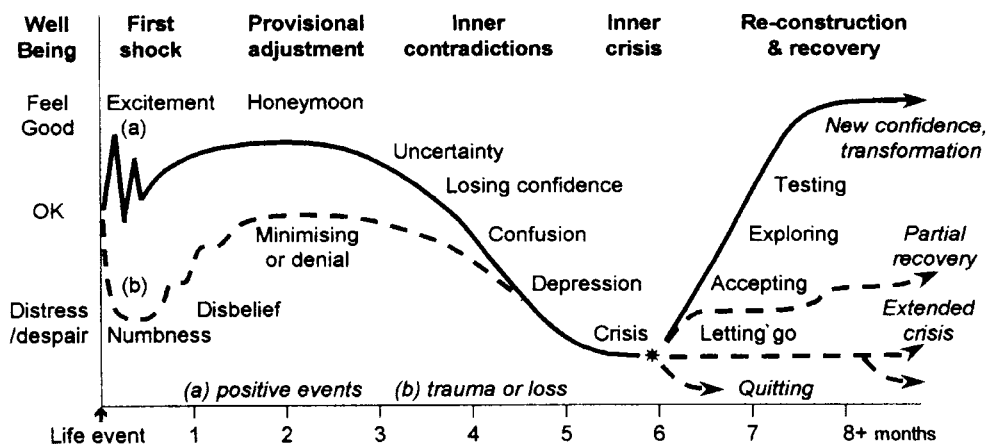 Well Being
First shock
Provisional adjustment
Inner contradictions
Inner crisis
Re-construction & recovery
Feel Good
Excitement
(a)
Honeymoon
New confidence, transformation
Uncertainty
Losing confidence
Testing
OK
Minimising or denial
Confusion
Exploring
Partial recovery
(b)
Depression
Accepting
Distress /despair
Numbness
Disbelief
Crisis
Letting go
Extended crisis
(a) positive events
(b) trauma or loss
Quitting
Life event
1 2 3 4 5 6 7 8+ months